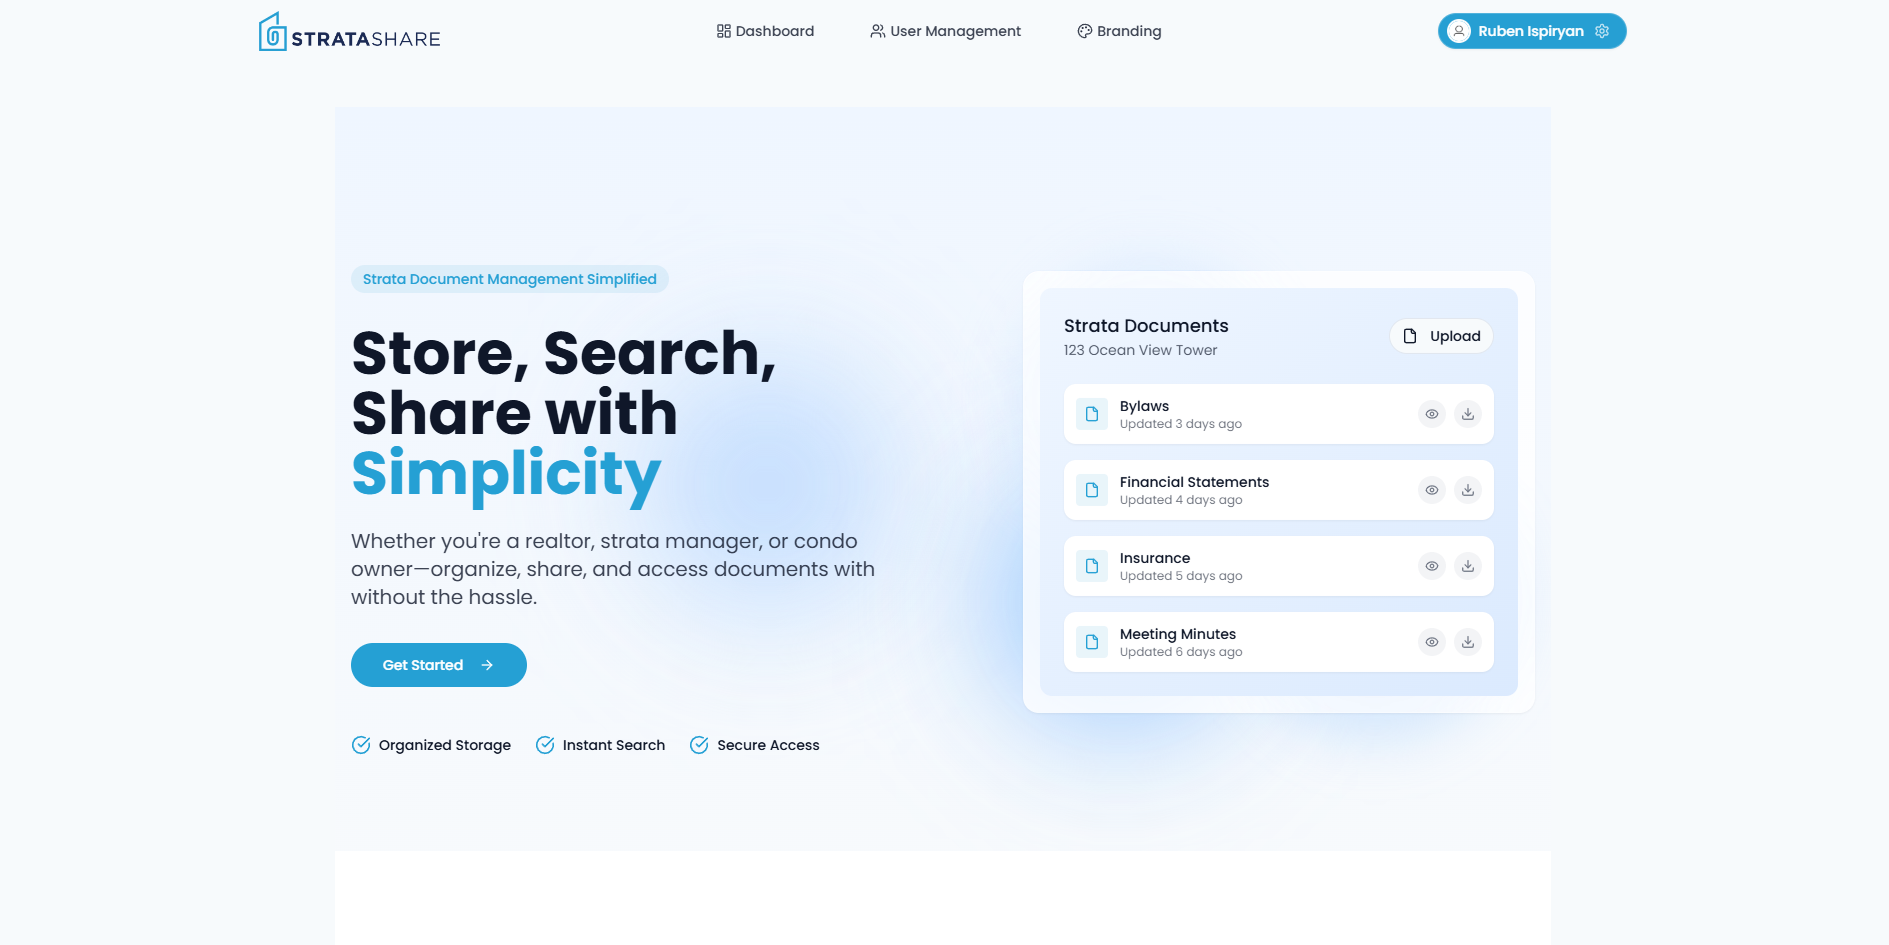 STRATASHARE
Dashboard
User Management
Branding
Ruben Ispiryan
Strata Document Management Simplified
Store, Search,
Share with
Simplicity
Whether you're a realtor, strata manager, or condo
owner—organize, share, and access documents with
without the hassle.
Get Started
Organized Storage
Instant Search
Secure Access
Strata Documents
123 Ocean View Tower
Upload
Bylaws
Updated 3 days ago
Financial Statements
Updated 4 days ago
Insurance
Updated 5 days ago
Meeting Minutes
Updated 6 days ago